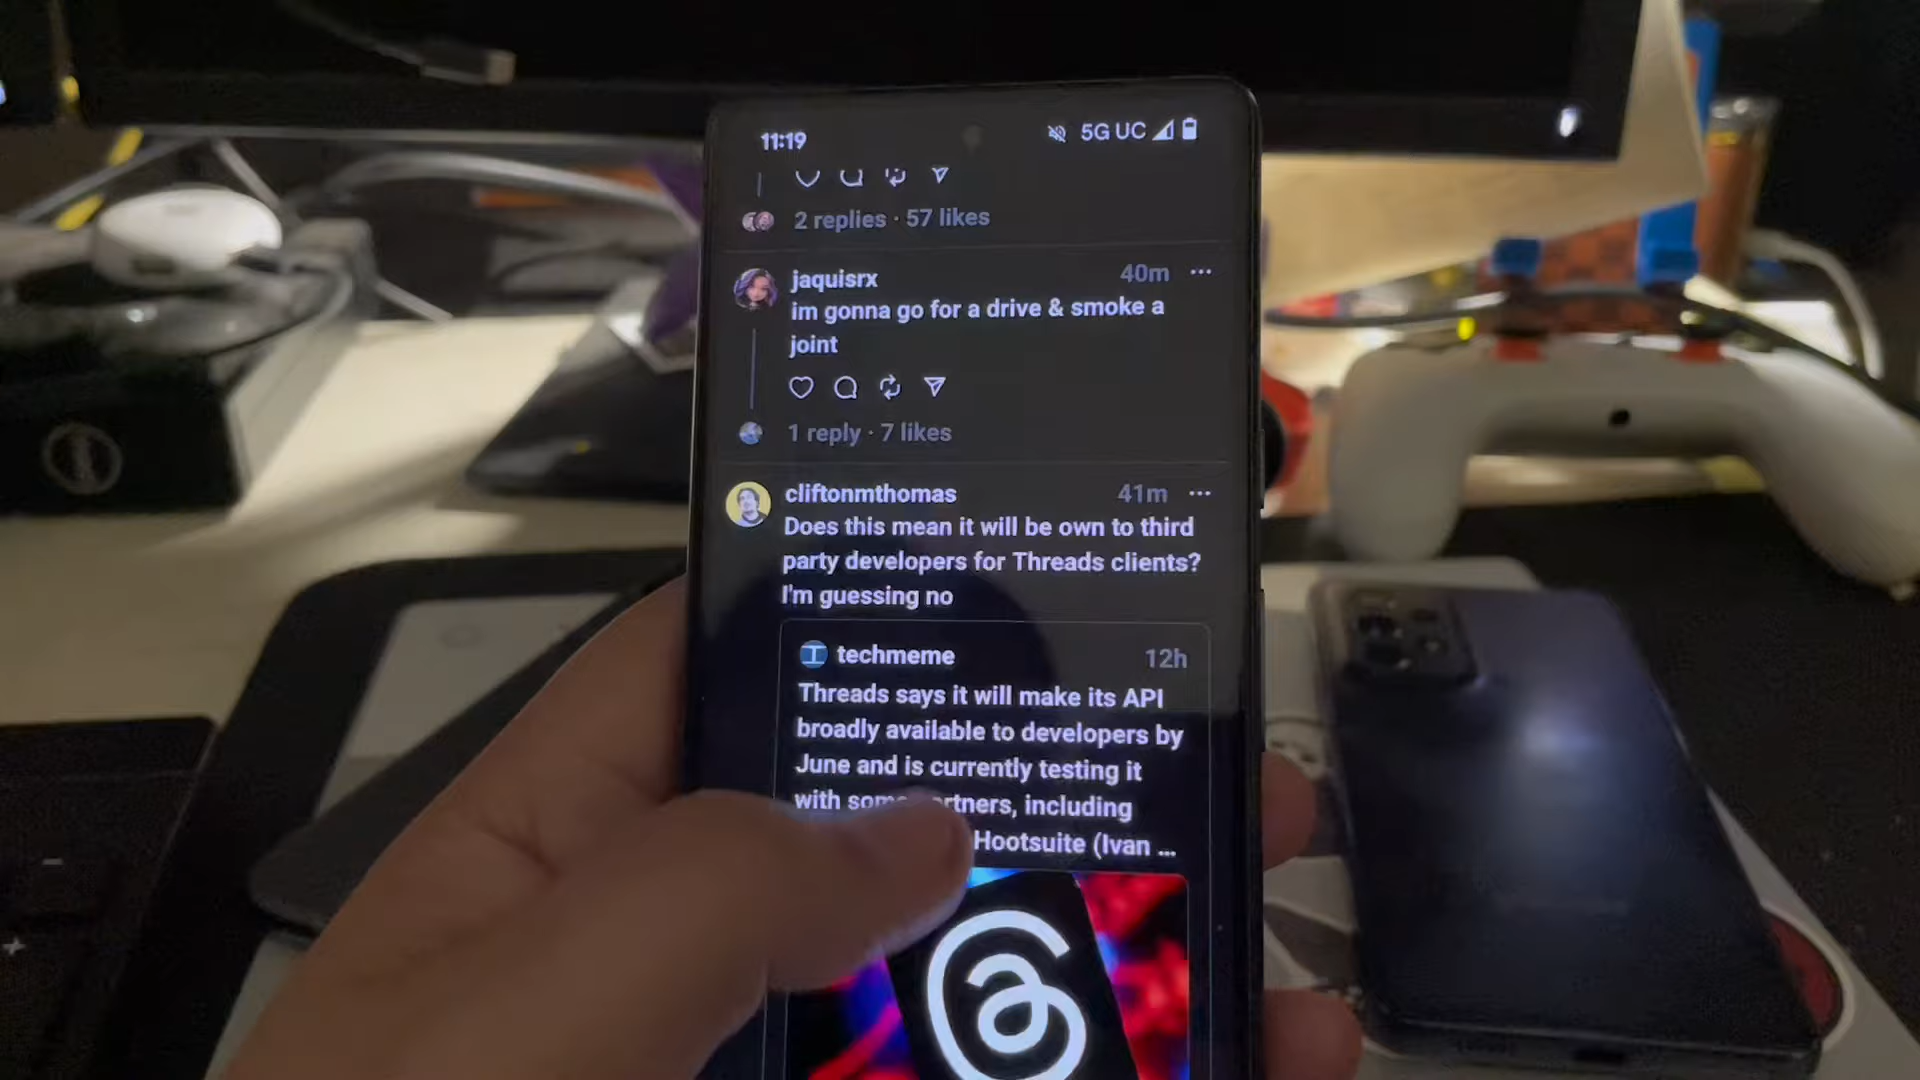 11:19 5G UC
2 replies · 57 likes
jaquisrx 40m ...
im gonna go for a drive & smoke a
joint
1 reply · 7 likes
cliftonmthomas 41m ...
Does this mean it will be own to third
party developers for Threads clients?
I'm guessing no
techmeme 12h
Threads says it will make its API
broadly available to developers by
June and is currently testing it
with including
Hootsuite (Ivan ...